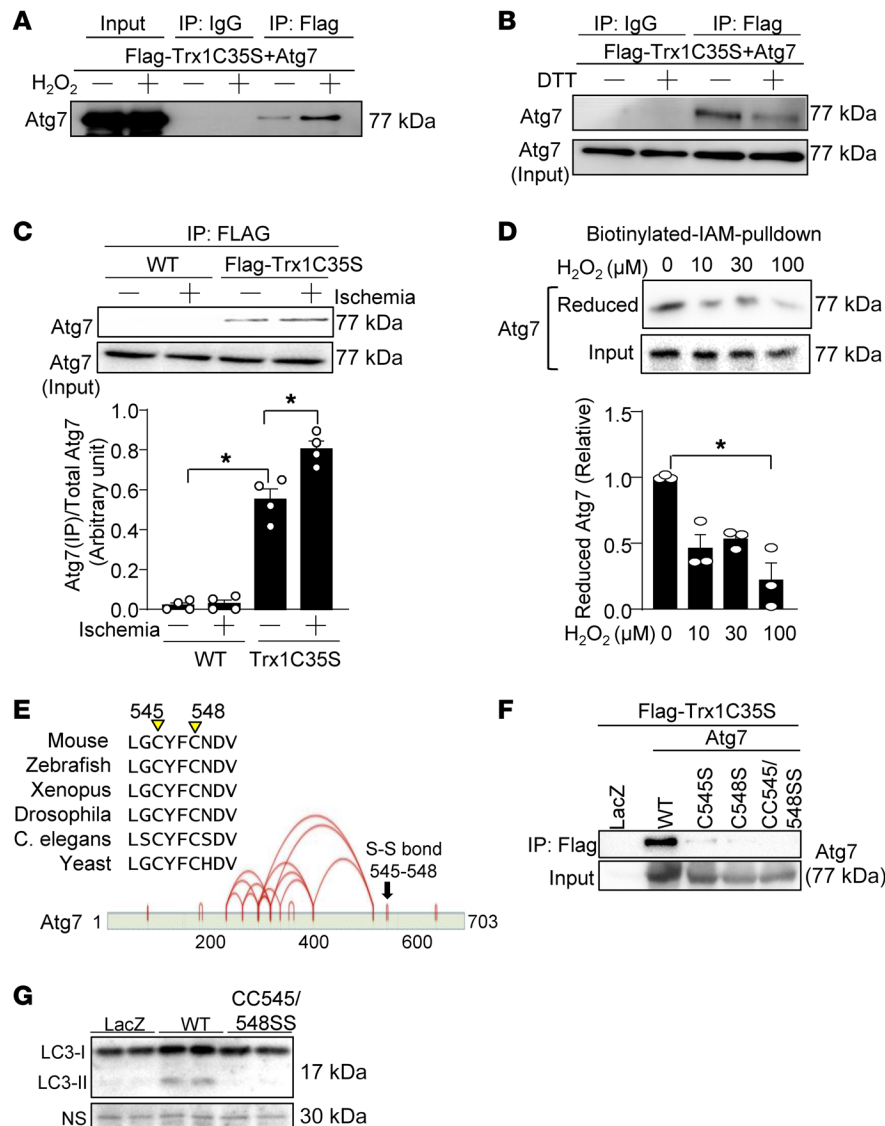 A
Input IP: IgG IP: Flag
Flag-Trx1C35S+Atg7
H2O2 — + — + — +
Atg7 77 kDa
B
IP: IgG IP: Flag
Flag-Trx1C35S+Atg7
DTT — + — +
Atg7 77 kDa
Atg7 (Input) 77 kDa
C
IP: FLAG
WT Flag-Trx1C35S
— + — + Ischemia
Atg7 77 kDa
Atg7 (Input) 77 kDa
Atg7(IP)/Total Atg7
(Arbitrary unit)
1.0
0.8
0.6
0.4
0.2
0.0
* *
Ischemia — + — +
WT Trx1C35S
D
Biotinylated-IAM-pulldown
H2O2 (µM) 0 10 30 100
Atg7
Reduced 77 kDa
Input 77 kDa
Reduced Atg7 (Relative)
1.5
1.0
0.5
0.0
*
H2O2 (µM) 0 10 30 100
E
545 548
Mouse LGCYFCNDV
Zebrafish LGCYFCNDV
Xenopus LGCYFCNDV
Drosophila LGCYFCNDV
C. elegans LSCYFCSDV
Yeast LGCYFCHDV
S-S bond
545-548
Atg7 1 703
200 400 600
F
Flag-Trx1C35S
Atg7
LacZ WT C545S C548S CC545/548SS
IP: Flag
Input
Atg7
(77 kDa)
G
LacZ WT CC545/548SS
LC3-I
LC3-II
17 kDa
NS 30 kDa